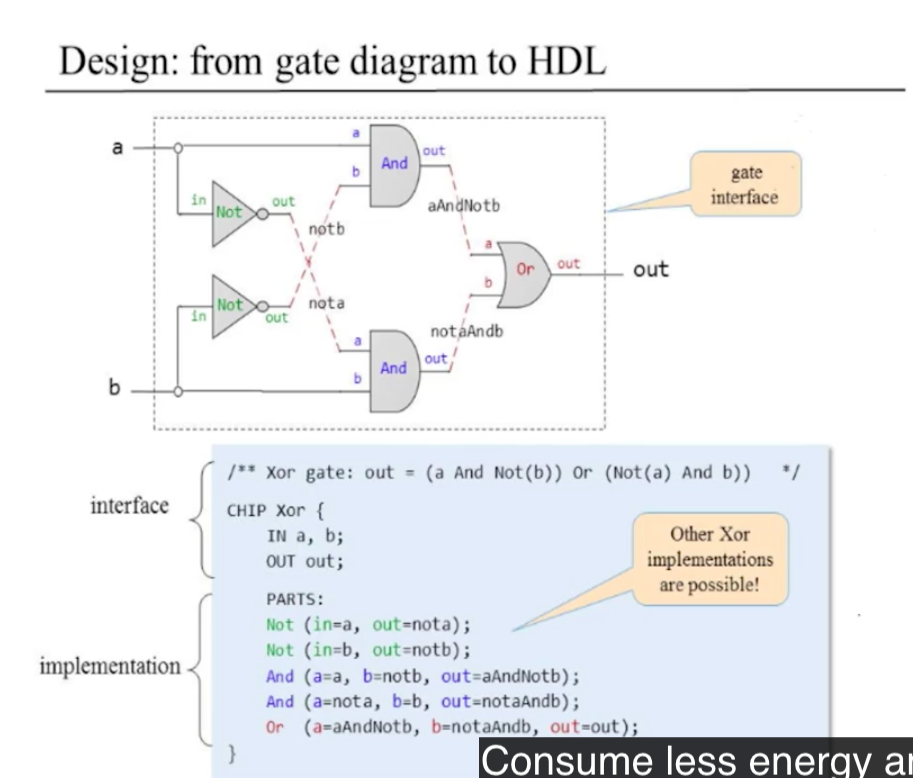 Design: from gate diagram to HDL
a
a
And
out
b
gate
interface
in
Not
out
aAndNotb
notb
a
Or
out
out
b
Not
nota
in
out
notaAndb
a
And
out
b
b
/** Xor gate: out = (a And Not(b)) Or (Not(a) And b)) */
interface
CHIP Xor {
IN a, b;
OUT out;
Other Xor
implementations
are possible!
PARTS:
Not (in=a, out=nota);
Not (in=b, out=notb);
implementation
And (a=a, b=notb, out=aAndNotb);
And (a=nota, b=b, out=notaAndb);
Or (a=aAndNotb, b=notaAndb, out=out);
}
Consume less energy